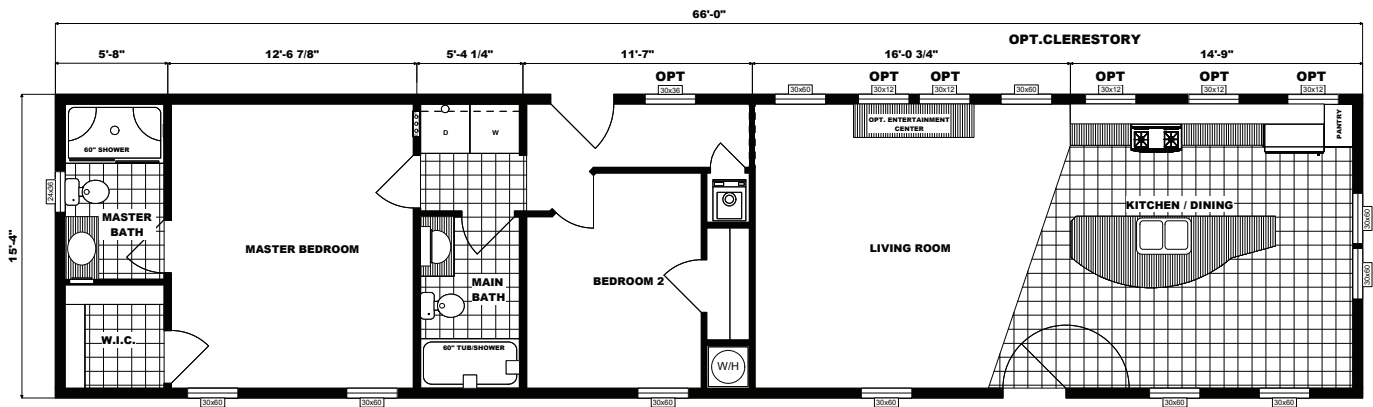 66'-0"
OPT.CLERESTORY
5'-8"
12'-6 7/8"
5'-4 1/4"
11'-7"
16'-0 3/4"
14'-9"
OPT
OPT
OPT
OPT
OPT
OPT
30x36
30x60
30x12
30x12
30x60
30x12
30x12
30x12
D
W
OPT. ENTERTAINMENT
CENTER
PANTRY
60" SHOWER
24x36
MASTER
BATH
MASTER BEDROOM
KITCHEN / DINING
30x60
15'-4"
LIVING ROOM
BEDROOM 2
MAIN
BATH
30x60
W.I.C.
60" TUB/SHOWER
W/H
30x60
30x60
30x60
30x60
30x60
30x60